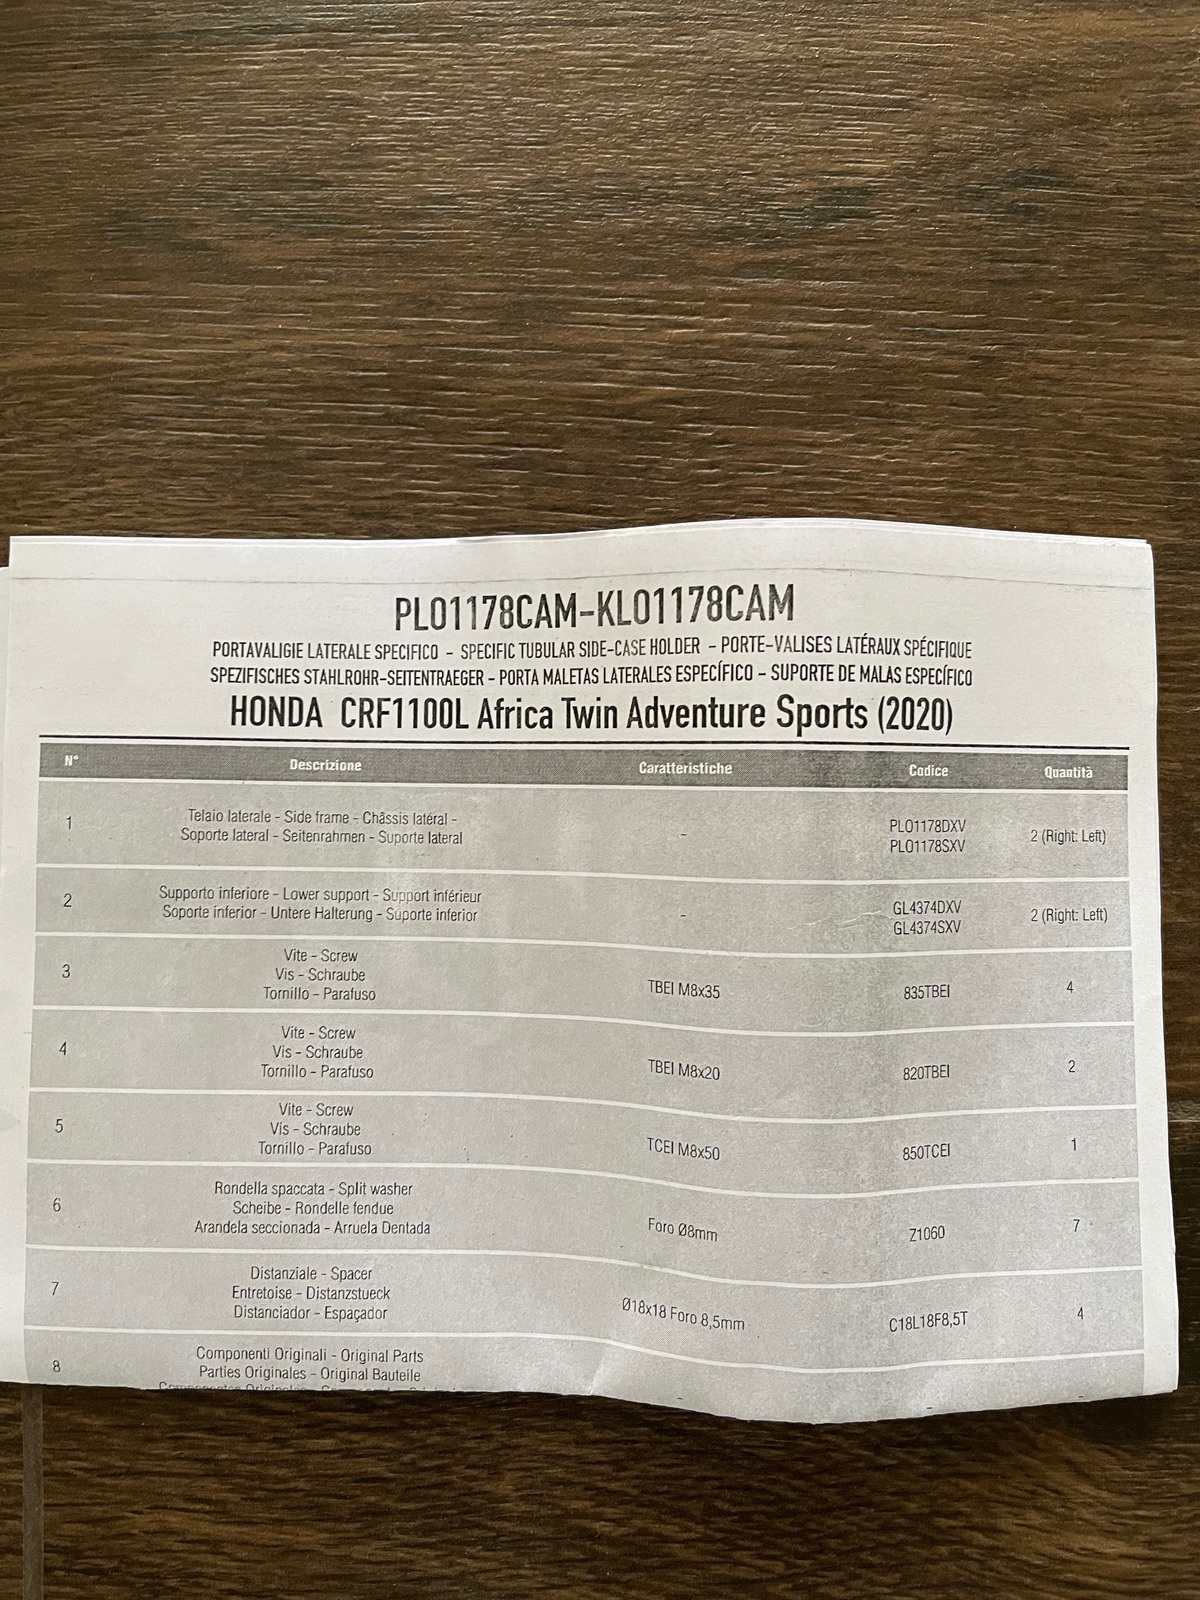 PLO1178CAM-KLO1178CAM
PORTAVALIGIE LATERALE SPECIFICO - SPECIFIC TUBULAR SIDE-CASE HOLDER - PORTE-VALISES LATÉRAUX SPÉCIFIQUE
SPEZIFISCHES STAHLROHR-SEITENTRAEGER - PORTA MALETAS LATERALES ESPECÍFICO - SUPORTE DE MALAS ESPECÍFICO
HONDA CRF1100L Africa Twin Adventure Sports (2020)
N° Descrizione Caratteristiche Codice Quantità
1 Telaio laterale - Side frame - Châssis latéral -
Soporte lateral - Seitenrahmen - Suporte lateral
- PLO1178DXV
PLO1178SXV
2 (Right: Left)
2 Supporto inferiore - Lower support - Support inférieur
Soporte inferior - Untere Halterung - Suporte inferior
- GL4374DXV
GL4374SXV
2 (Right: Left)
3 Vite - Screw
Vis - Schraube
Tornillo - Parafuso
TBEI M8x35 835TBEI 4
4 Vite - Screw
Vis - Schraube
Tornillo - Parafuso
TBEI M8x20 820TBEI 2
5 Vite - Screw
Vis - Schraube
Tornillo - Parafuso
TCEI M8x50 850TCEI 1
6 Rondella spaccata - Split washer
Scheibe - Rondelle fendue
Arandela seccionada - Arruela Dentada
Foro Ø8mm Z1060 7
7 Distanziale - Spacer
Entretoise - Distanzstueck
Distanciador - Espaçador
Ø18x18 Foro 8,5mm C18L18F8,5T 4
8 Componenti Originali - Original Parts
Parties Originales - Original Bauteile
- - -